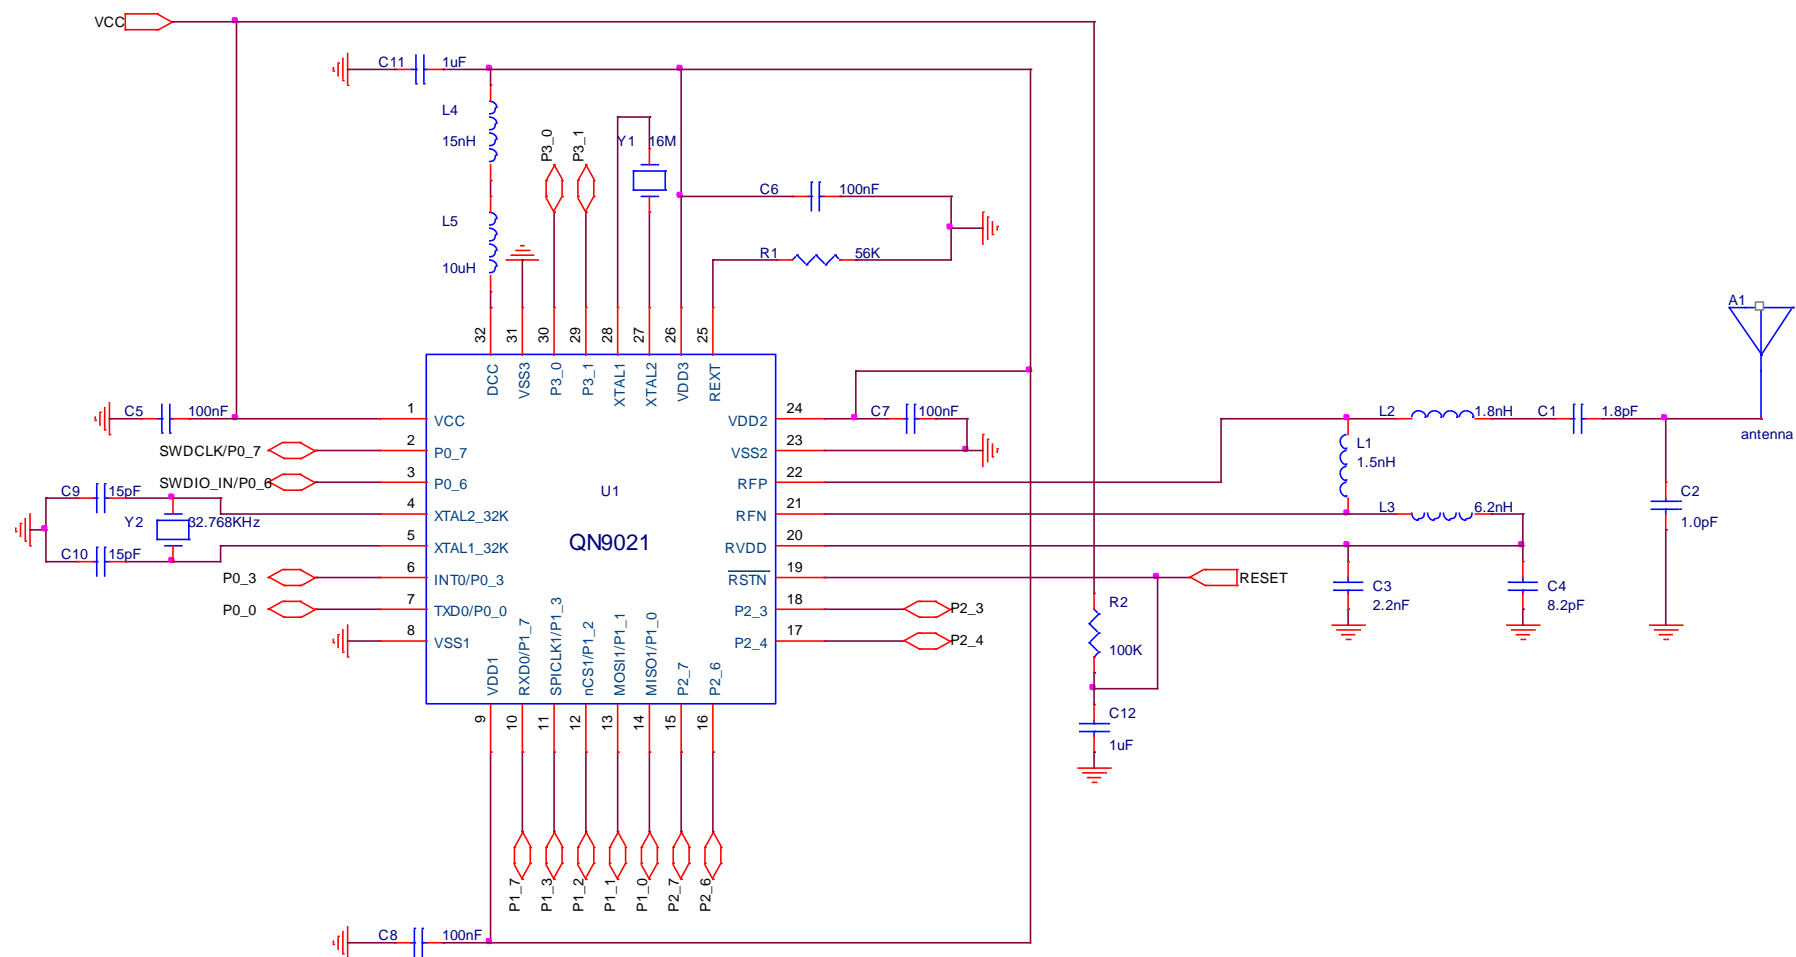 VCC
C11 1uF
L4
15nH
L5
10uH
P3_0
P3_1
Y1 16M
C6 100nF
R1 56K
32
31
30
29
28
27
26
25
DCC
VSS3
P3_0
P3_1
XTAL1
XTAL2
VDD3
REXT
C5 100nF
1 VCC
SWDCLK/P0_7
2 P0_7
SWDIO_IN/P0_6
3 P0_6
C9 15pF
4 XTAL2_32K
Y2 32.768KHz
C10 15pF
5 XTAL1_32K
P0_3
6 INT0/P0_3
P0_0
7 TXD0/P0_0
8 VSS1
U1
QN9021
24 VDD2
C7 100nF
23 VSS2
22 RFP
21 RFN
20 RVDD
19 RSTN
RESET
18 P2_3
P2_3
17 P2_4
P2_4
VDD1
RXD0/P1_7
SPICLK1/P1_3
nCS1/P1_2
MOSI1/P1_1
MISO1/P1_0
P2_7
P2_6
9
10
11
12
13
14
15
16
P1_7
P1_3
P1_2
P1_1
P1_0
P2_7
P2_6
C8 100nF
R2
100K
C12
1uF
L2 1.8nH
C1 1.8pF
L1
1.5nH
L3 6.2nH
C3
2.2nF
C4
8.2pF
C2
1.0pF
A1
antenna